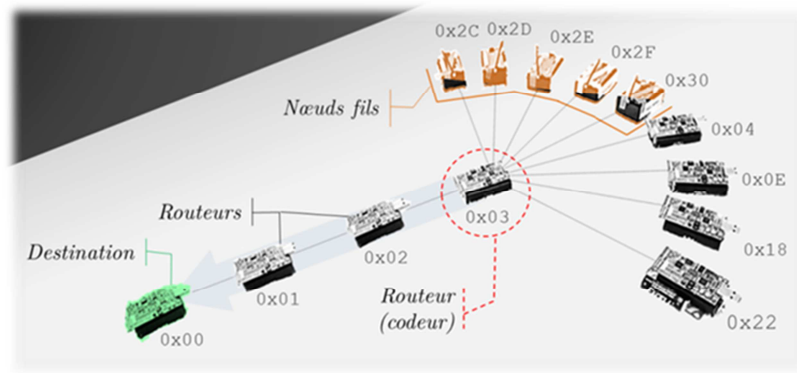 0x2C
0x2D
0x2E
0x2F
0x30
Nœuds fils
0x04
0x0E
0x03
0x18
Routeurs
0x02
Destination
0x01
Routeur
(codeur)
0x22
0x00